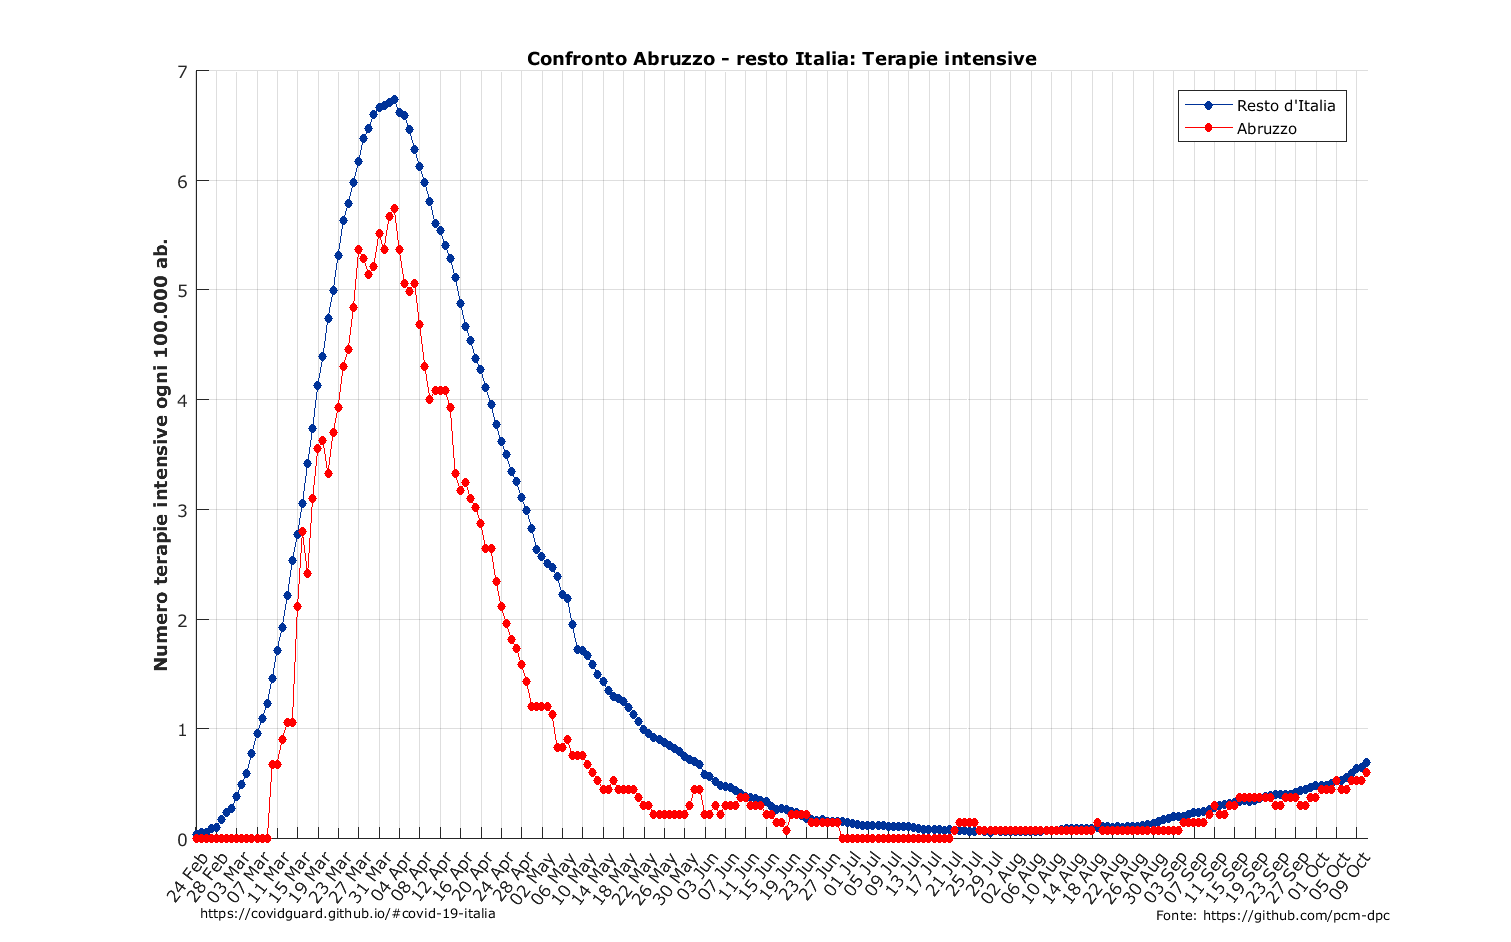 Confronto Abruzzo - resto Italia: Terapie intensive
Resto d'Italia
Abruzzo
Numero terapie intensive ogni 100.000 ab.
7
6
5
4
3
2
1
0
24 Feb 28 Feb 03 Mar 07 Mar 11 Mar 15 Mar 19 Mar 23 Mar 27 Mar 31 Mar 04 Apr 08 Apr 12 Apr 16 Apr 20 Apr 24 Apr 28 Apr 02 May 06 May 10 May 14 May 18 May 22 May 26 May 30 May 03 Jun 07 Jun 11 Jun 15 Jun 19 Jun 23 Jun 27 Jun 01 Jul 05 Jul 09 Jul 13 Jul 17 Jul 21 Jul 25 Jul 29 Jul 02 Aug 06 Aug 10 Aug 14 Aug 18 Aug 22 Aug 26 Aug 30 Aug 03 Sep 07 Sep 11 Sep 15 Sep 19 Sep 23 Sep 27 Sep 01 Oct 05 Oct 09 Oct
https://covidguard.github.io/#covid-19-italia
Fonte: https://github.com/pcm-dpc